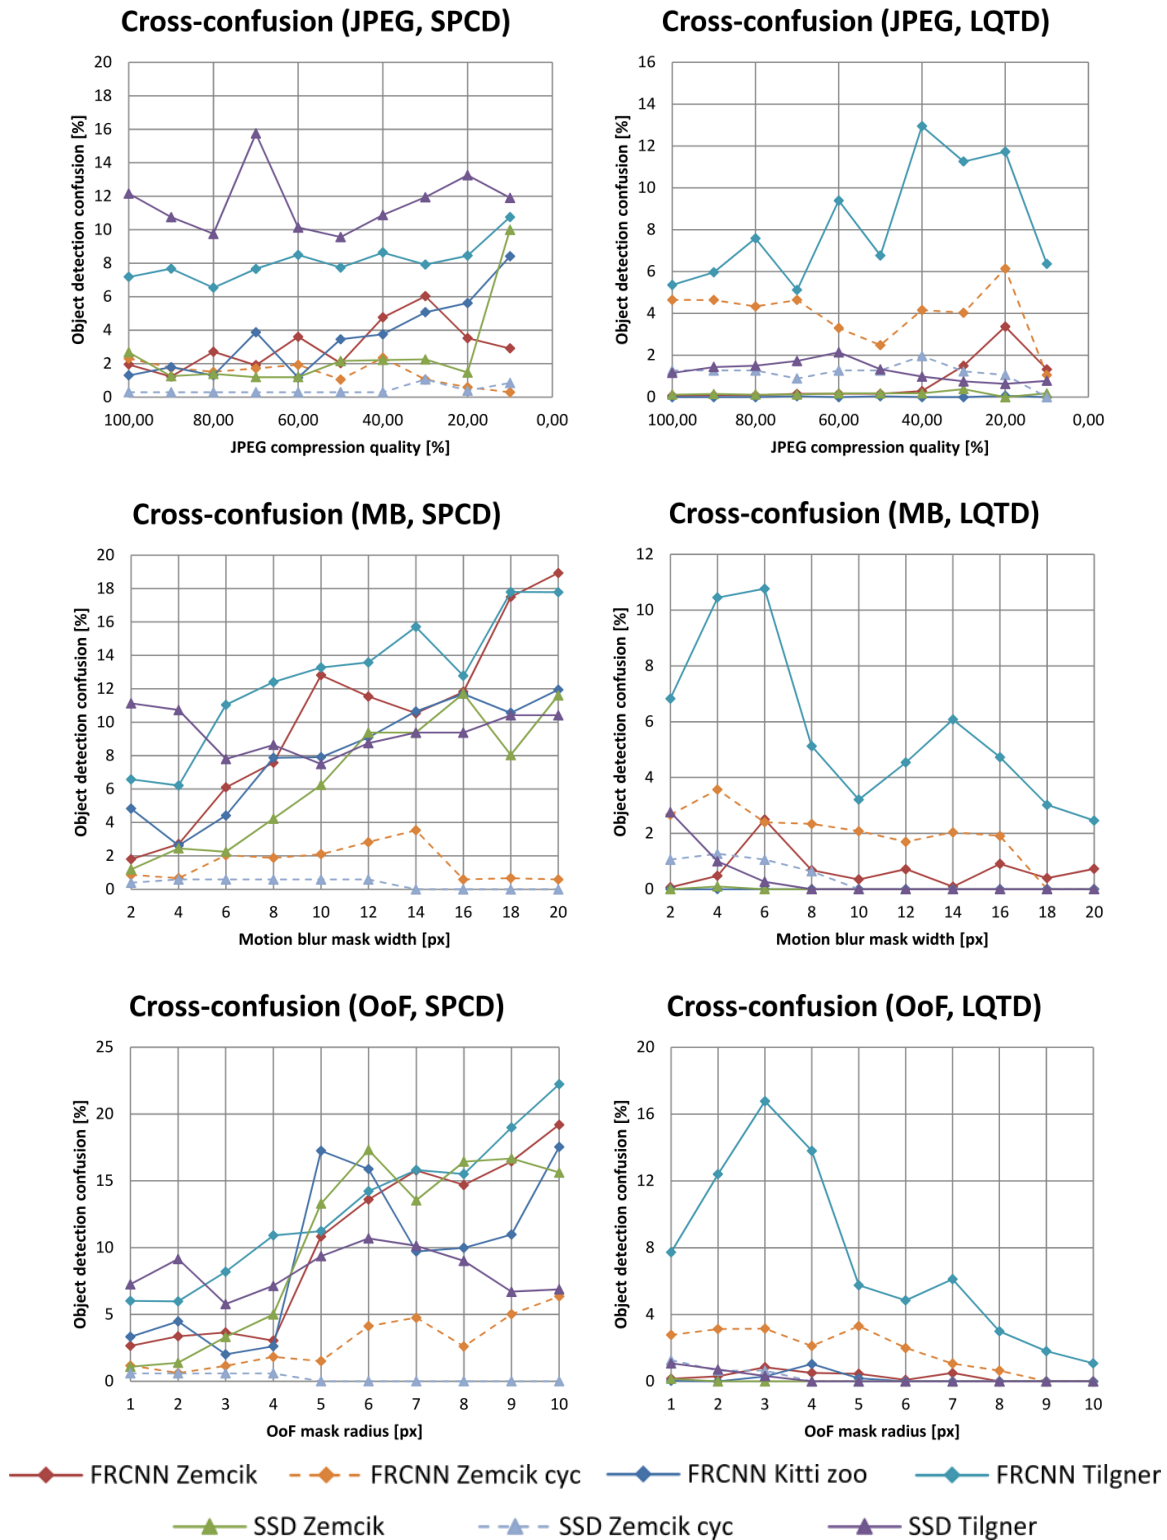 Cross-confusion (JPEG, SPCD)
Object detection confusion [%]
20
18
16
14
12
10
8
6
4
2
0
100,00 80,00 60,00 40,00 20,00 0,00
JPEG compression quality [%]
Cross-confusion (JPEG, LQTD)
Object detection confusion [%]
16
14
12
10
8
6
4
2
0
100,00 80,00 60,00 40,00 20,00 0,00
JPEG compression quality [%]
Cross-confusion (MB, SPCD)
Object detection confusion [%]
20
18
16
14
12
10
8
6
4
2
0
2 4 6 8 10 12 14 16 18 20
Motion blur mask width [px]
Cross-confusion (MB, LQTD)
Object detection confusion [%]
12
10
8
6
4
2
0
2 4 6 8 10 12 14 16 18 20
Motion blur mask width [px]
Cross-confusion (OoF, SPCD)
Object detection confusion [%]
25
20
15
10
5
0
1 2 3 4 5 6 7 8 9 10
OoF mask radius [px]
Cross-confusion (OoF, LQTD)
Object detection confusion [%]
20
16
12
8
4
0
1 2 3 4 5 6 7 8 9 10
OoF mask radius [px]
FRCNN Zemcik FRCNN Zemcik cyc FRCNN Kitti zoo FRCNN Tilgner
SSD Zemcik SSD Zemcik cyc SSD Tilgner